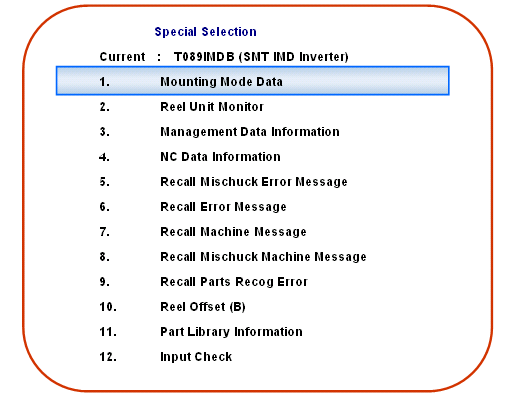 Special Selection
Current : T089IMDB (SMT IMD Inverter)
1. Mounting Mode Data
2. Reel Unit Monitor
3. Management Data Information
4. NC Data Information
5. Recall Mischuck Error Message
6. Recall Error Message
7. Recall Machine Message
8. Recall Mischuck Machine Message
9. Recall Parts Recog Error
10. Reel Offset (B)
11. Part Library Information
12. Input Check